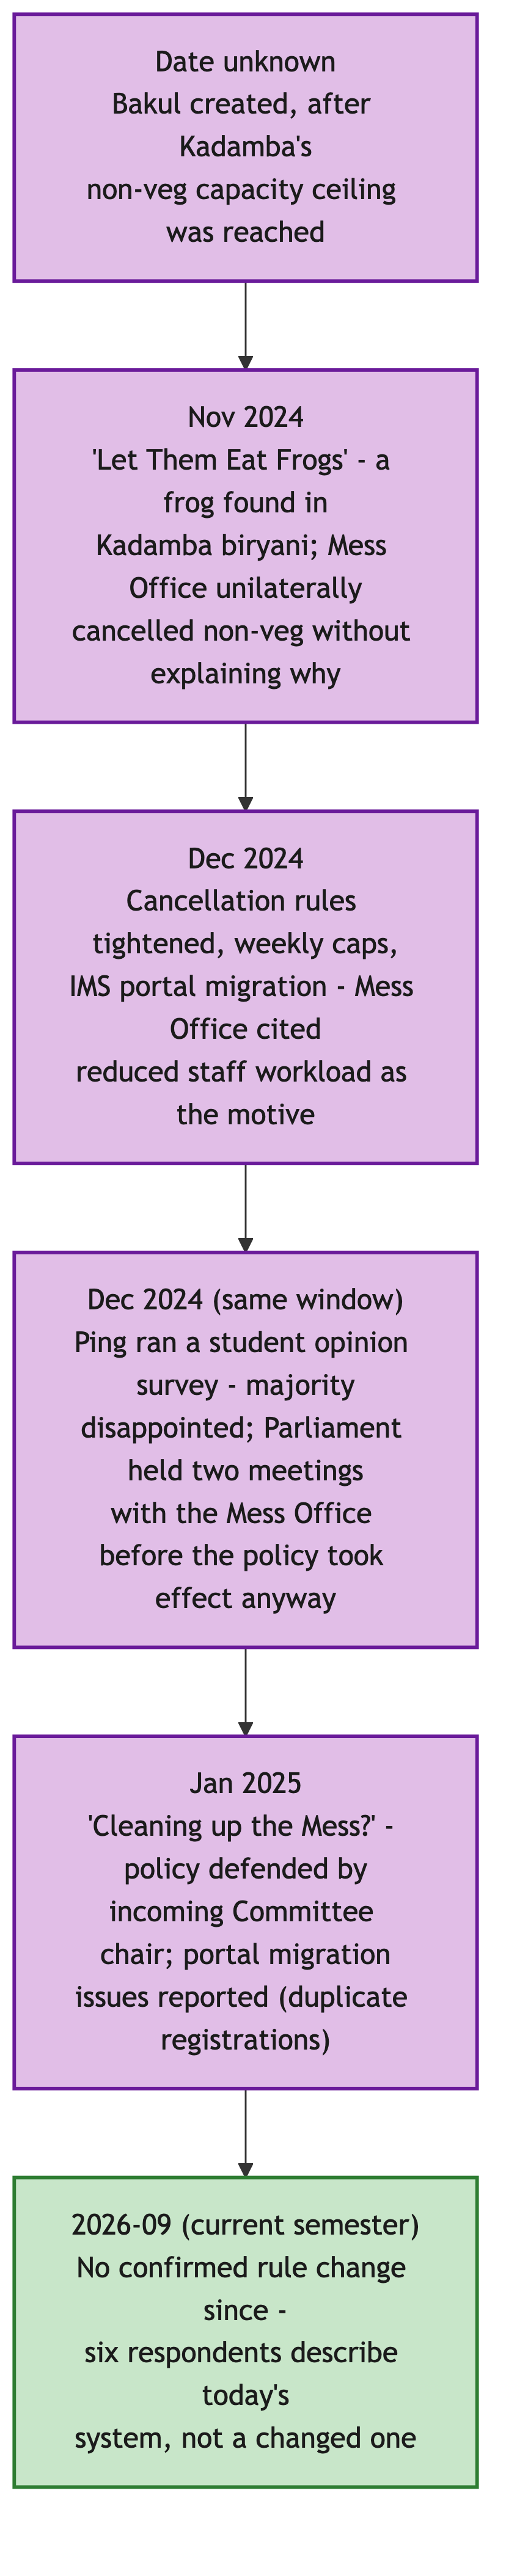 Date unknown
Bakul created, after
Kadamba's
non-veg capacity ceiling
was reached
Nov 2024
'Let Them Eat Frogs' - a
frog found in
Kadamba biryani; Mess
Office unilaterally
cancelled non-veg without
explaining why
Dec 2024
Cancellation rules
tightened, weekly caps,
IMS portal migration - Mess
Office cited
reduced staff workload as
the motive
Dec 2024 (same window)
Ping ran a student opinion
survey - majority
disappointed; Parliament
held two meetings
with the Mess Office
before the policy took
effect anyway
Jan 2025
'Cleaning up the Mess?' -
policy defended by
incoming Committee
chair; portal migration
issues reported (duplicate
registrations)
2026-09 (current semester)
No confirmed rule change
since -
six respondents describe
today's
system, not a changed one